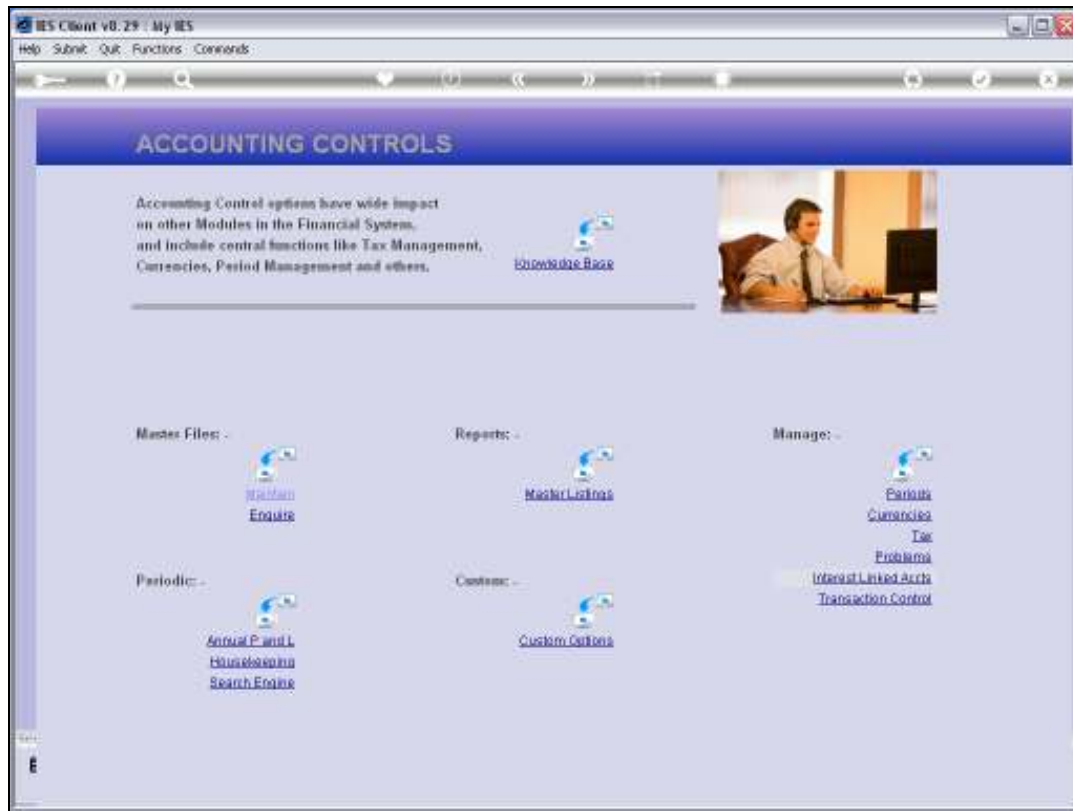 IES Client v8.29 : My IES
Help Submit Quit Functions Commands
ACCOUNTING CONTROLS
Accounting Control options have wide impact
on other Modules in the Financial System,
and include central functions like Tax Management,
Currencies, Period Management and others.
Knowledge Base
Master Files: -
Maintain
Enquire
Reports: -
Master Listings
Manage: -
Periods
Currencies
Tax
Problems
Interest Linked Accts
Transaction Control
Periodic: -
Annual P and L
Housekeeping
Search Engine
Custom: -
Custom Options